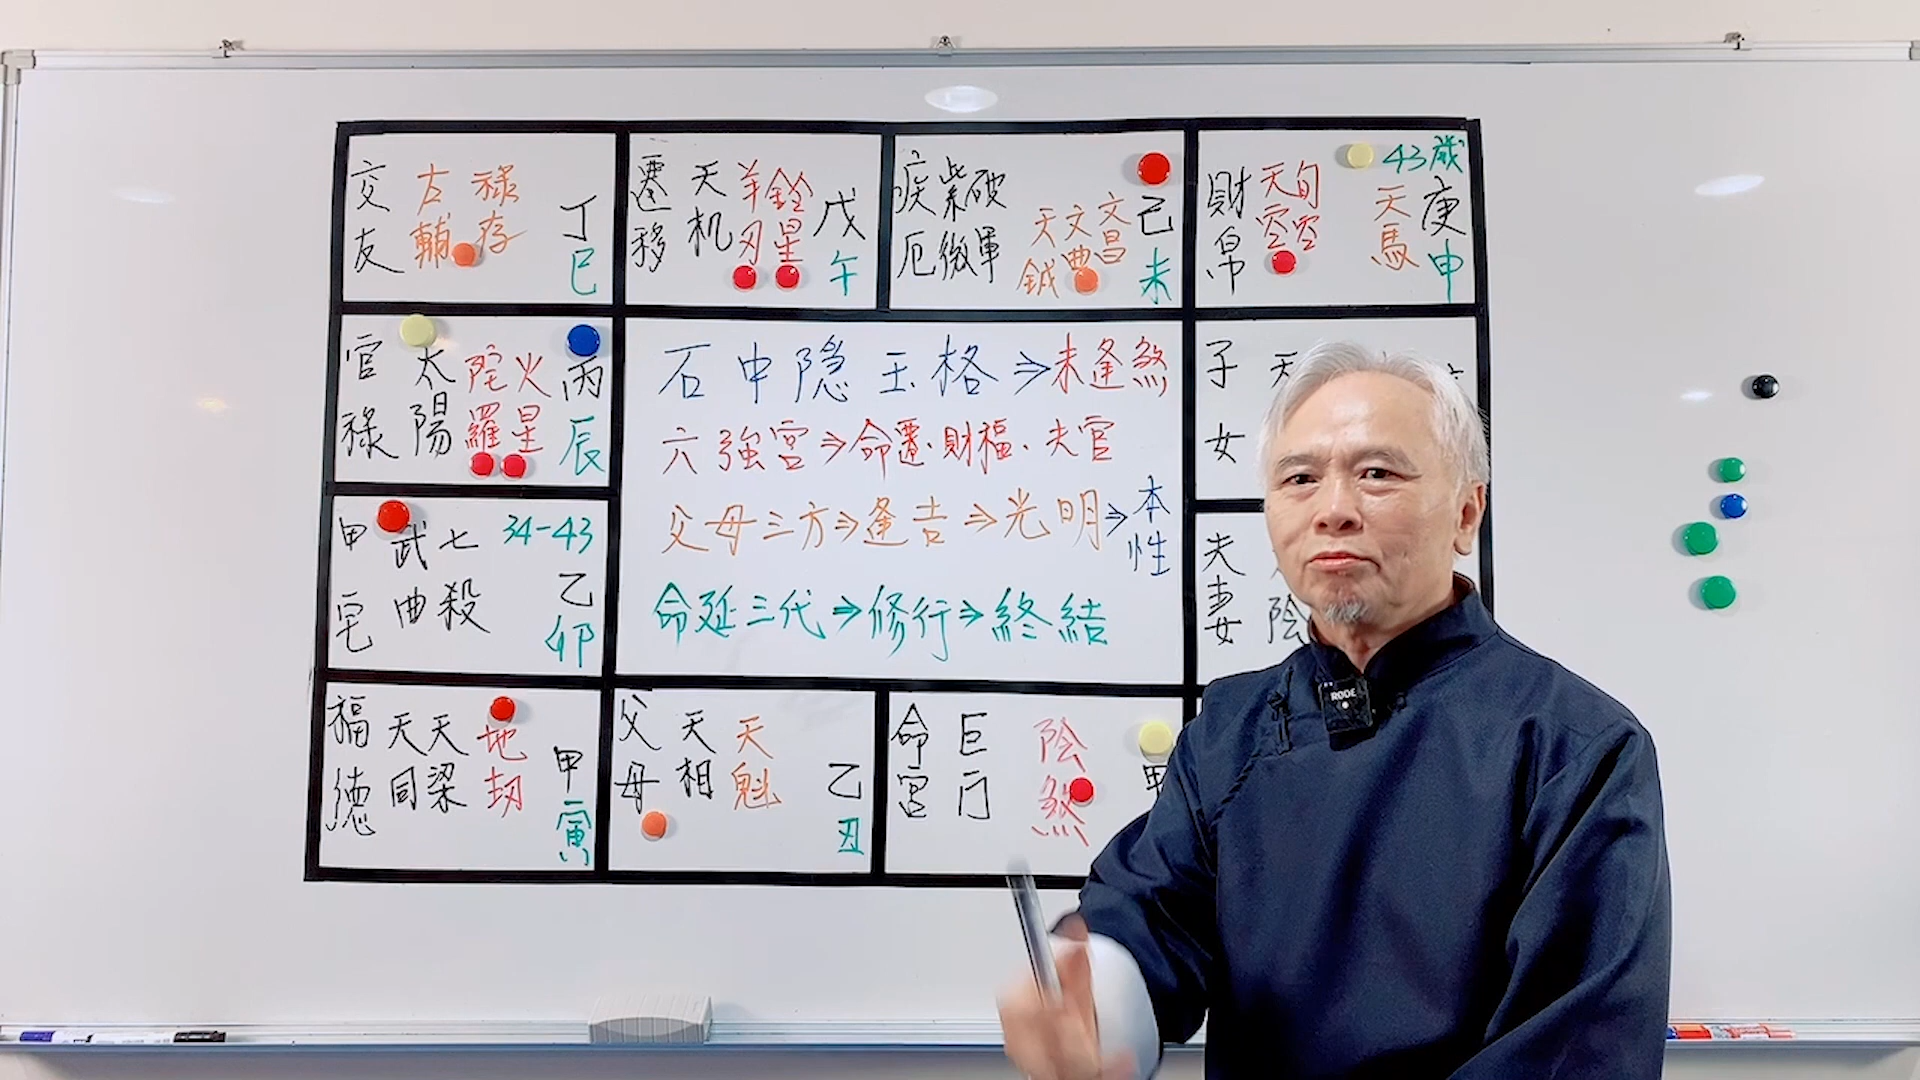 交友 左輔 祿存 丁巳
遷移 天机 羊刃 鈴星 戊午
疾厄 紫微 破軍 天鉞 文曲 文昌 己未
財帛 天空 旬空 天馬 43歲 庚申
官祿 太陽 陀羅 火星 丙辰
石中隐玉格⇒未逢煞
六強宮⇒命遷、財福、夫官
父母三方⇒逢吉⇒光明⇒本性
命延三代⇒修行⇒終結
子女 天
田宅 武曲 七殺 34-43 乙卯
夫妻 陰
福德 天同 天梁 地劫 甲寅
父母 天相 天魁 乙丑
命宮 巨门 陰煞 甲
RODE